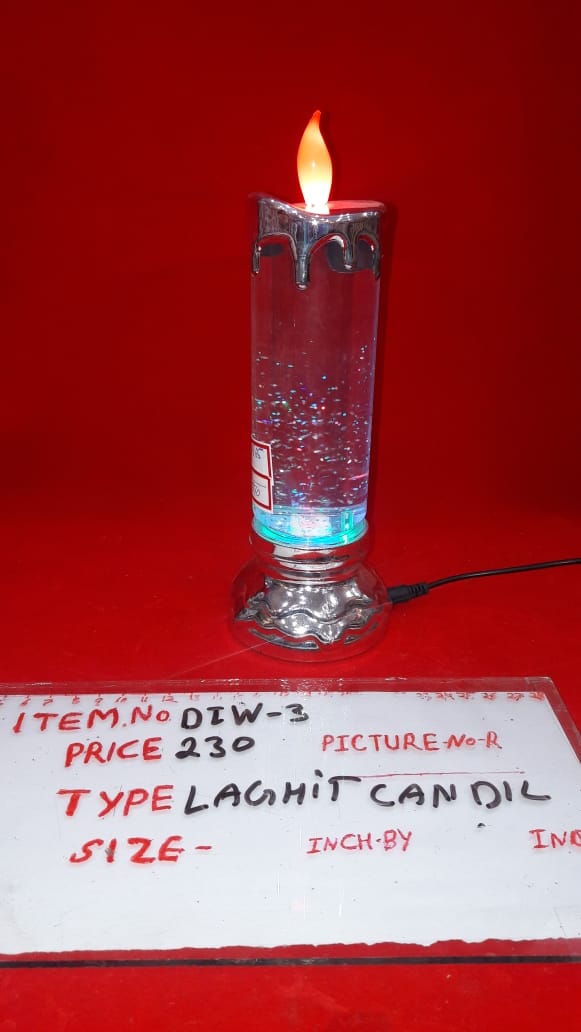 ITEM.No. DIW-3
PRICE 230 PICTURE-No-R
TYPE LAGHiT CANDIL
SIZE- INCH-BY